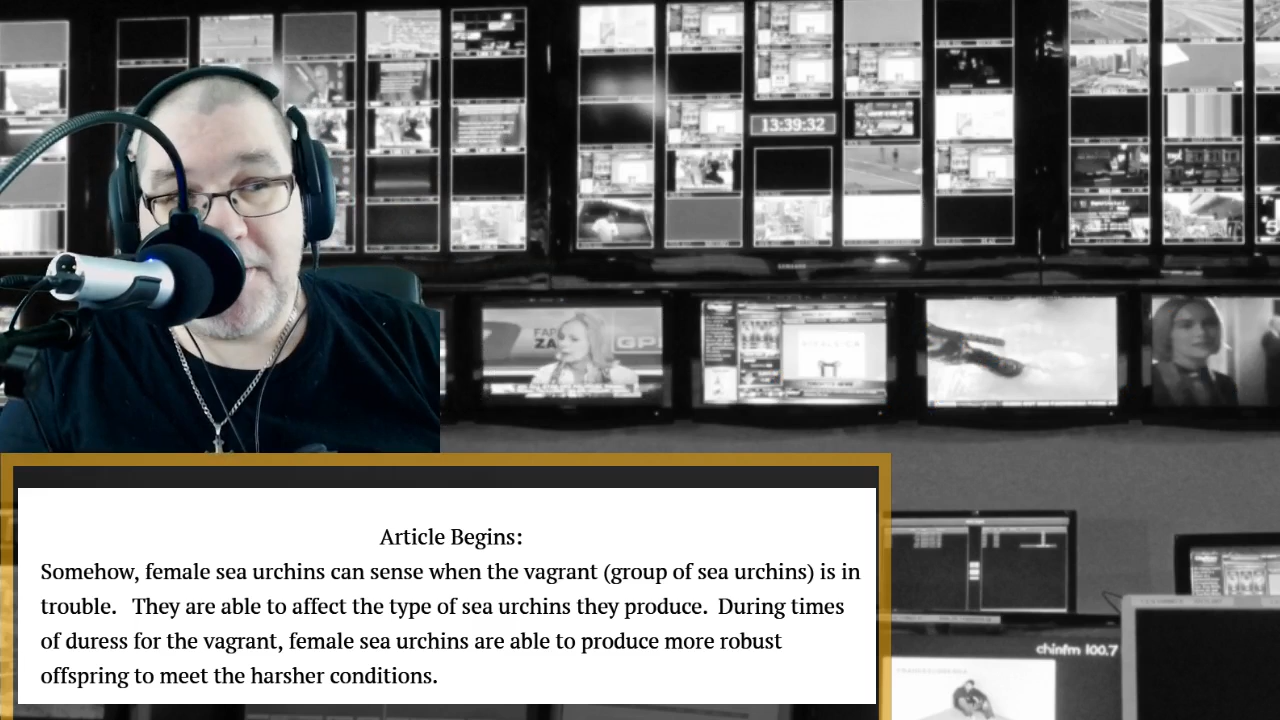 13:39:32
FAP
ZA
GPI
chinfm 100.7
Article Begins:
Somehow, female sea urchins can sense when the vagrant (group of sea urchins) is in
trouble.   They are able to affect the type of sea urchins they produce.  During times
of duress for the vagrant, female sea urchins are able to produce more robust
offspring to meet the harsher conditions.